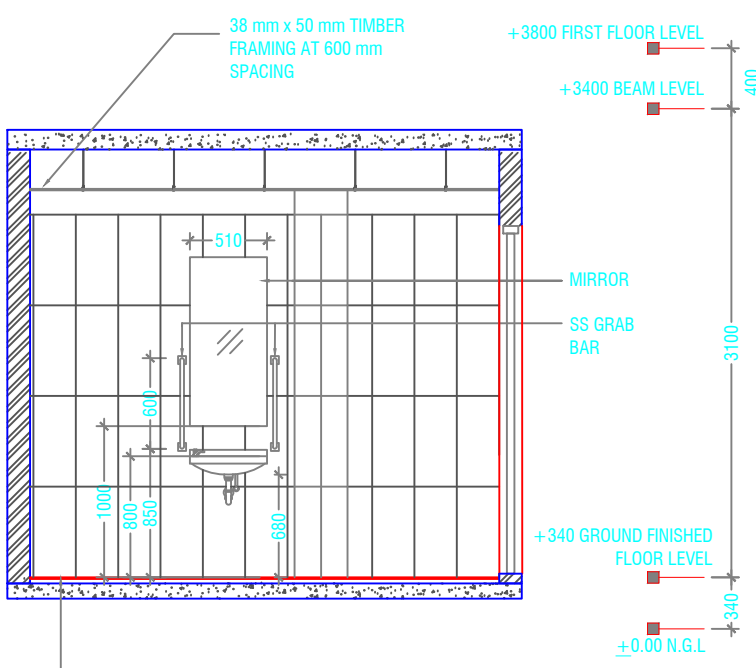 38 mm x 50 mm TIMBER
FRAMING AT 600 mm
SPACING
+3800 FIRST FLOOR LEVEL
400
+3400 BEAM LEVEL
510
MIRROR
SS GRAB
BAR
3100
600
1000
800
850
680
+340 GROUND FINISHED
FLOOR LEVEL
340
±0.00 N.G.L